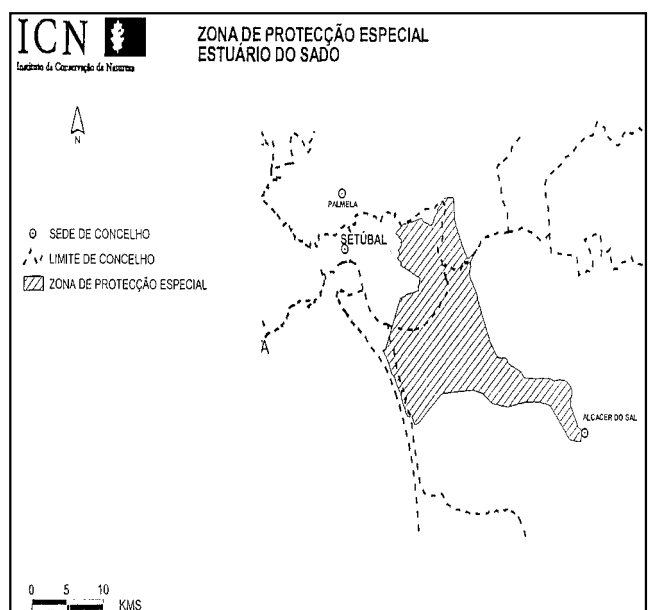 ICN
Instituto da Conservação da Natureza
ZONA DE PROTECÇÃO ESPECIAL
ESTUÁRIO DO SADO
N
PALMELA
SETÚBAL
SEDE DE CONCELHO
LIMITE DE CONCELHO
ZONA DE PROTECÇÃO ESPECIAL
A
ALCACER DO SAL
0 5 10
KMS